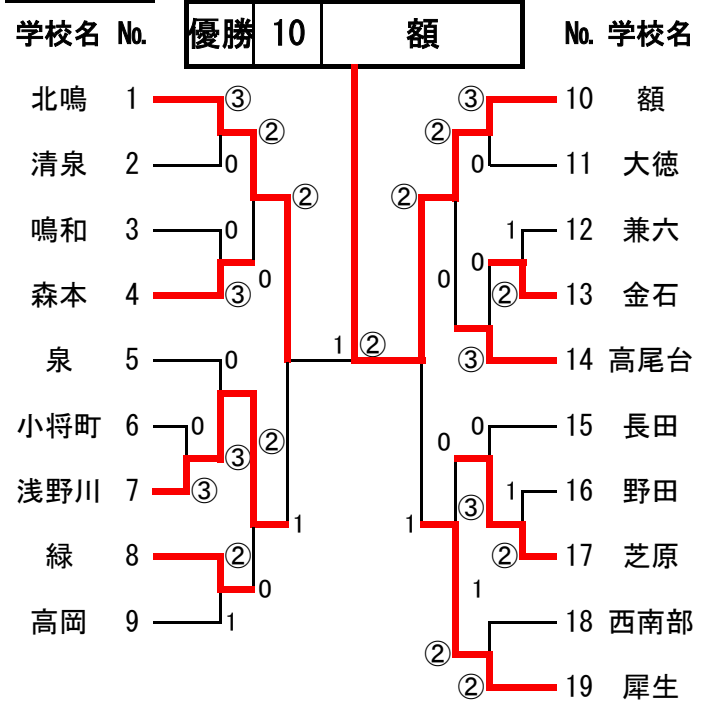 学校名 No. 優勝 10 額 No. 学校名
北鳴 1 ③ ③ 10 額
② ②
清泉 2 0 0 11 大徳
② ②
鳴和 3 0 1 12 兼六
0 0 0
森本 4 ③ ② 13 金石
1 ②
泉 5 0 ③ 14 高尾台
小将町 6 0 ② 0 0 15 長田
③
浅野川 7 ③ 1 16 野田
③
1 1
緑 8 ② ② 17 芝原
0 1
高岡 9 1 18 西南部
②
② 19 犀生